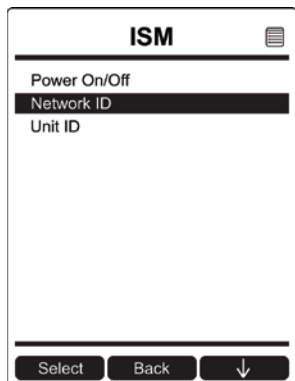 ISM
Power On/Off
Network ID
Unit ID
Select Back ↓